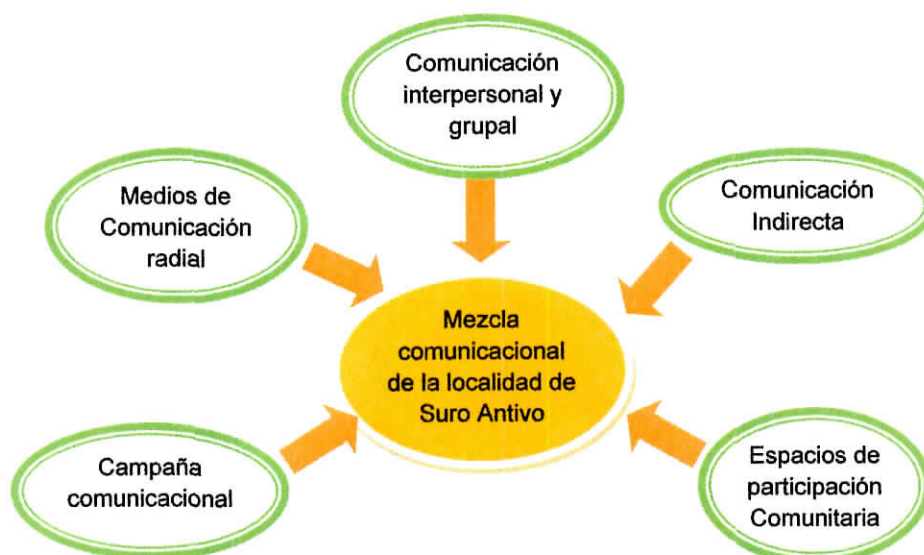 Comunicación
interpersonal y
grupal
Medios de
Comunicación
radial
Comunicación
Indirecta
Mezcla
comunicacional
de la localidad de
Suro Antivo
Campaña
comunicacional
Espacios de
participación
Comunitaria